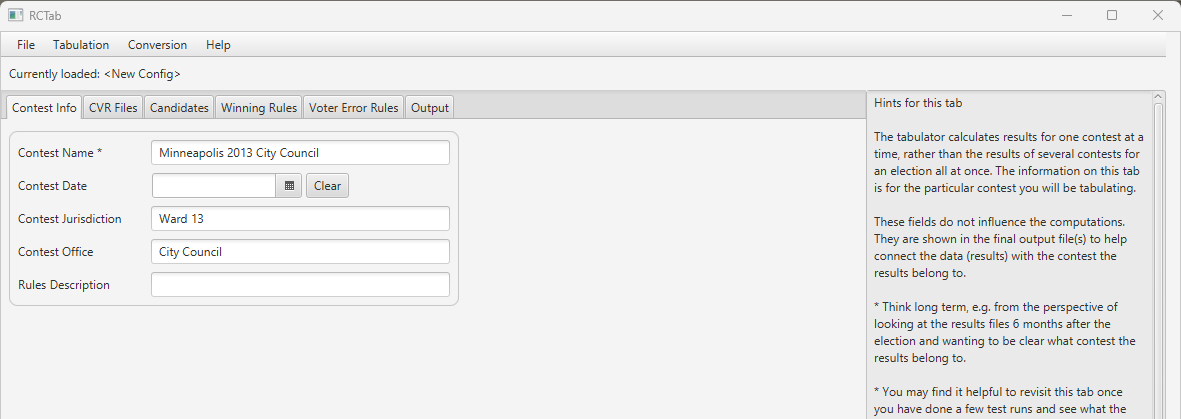 RCTab
File Tabulation Conversion Help
Currently loaded: <New Config>
Contest Info CVR Files Candidates Winning Rules Voter Error Rules Output
Contest Name * Minneapolis 2013 City Council
Contest Date Clear
Contest Jurisdiction Ward 13
Contest Office City Council
Rules Description
Hints for this tab
The tabulator calculates results for one contest at a
time, rather than the results of several contests for
an election all at once. The information on this tab
is for the particular contest you will be tabulating.
These fields do not influence the computations.
They are shown in the final output file(s) to help
connect the data (results) with the contest the
results belong to.
* Think long term, e.g. from the perspective of
looking at the results files 6 months after the
election and wanting to be clear what contest the
results belong to.
* You may find it helpful to revisit this tab once
you have done a few test runs and see what the